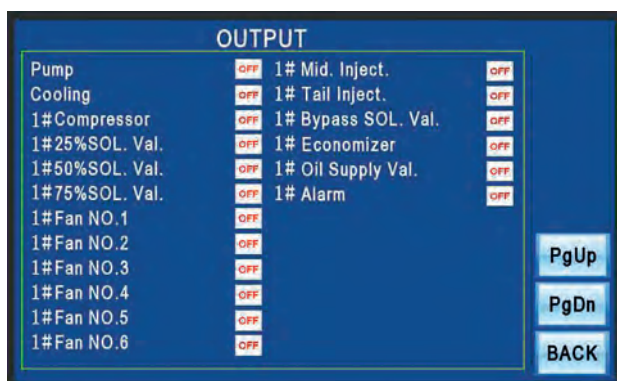 OUTPUT
Pump OFF 1# Mid. Inject. OFF
Cooling OFF 1# Tail Inject. OFF
1#Compressor OFF 1# Bypass SOL. Val. OFF
1#25%SOL. Val. OFF 1# Economizer OFF
1#50%SOL. Val. OFF 1# Oil Supply Val. OFF
1#75%SOL. Val. OFF 1# Alarm OFF
1#Fan NO.1 OFF
1#Fan NO.2 OFF
1#Fan NO.3 OFF
1#Fan NO.4 OFF
1#Fan NO.5 OFF
1#Fan NO.6 OFF
PgUp
PgDn
BACK